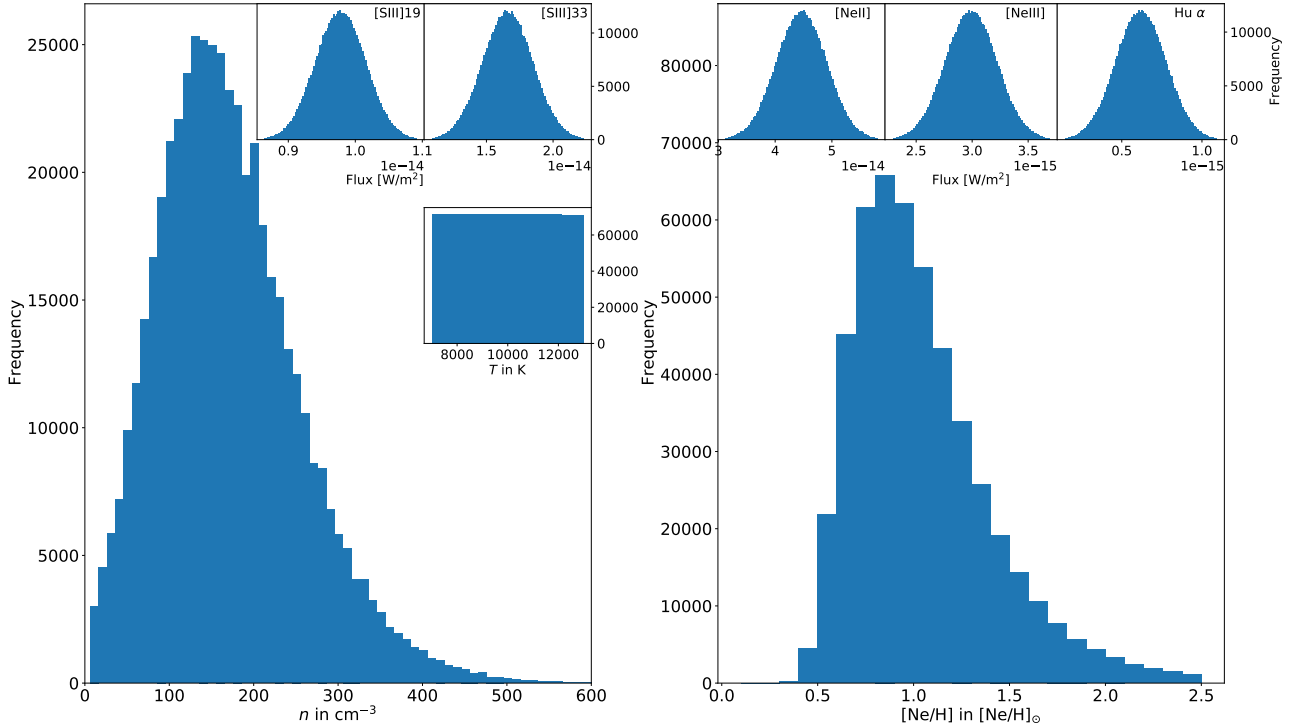 [SIII]19
[SIII]33
0.9 1.0 1.1
1e−14
Flux [W/m²]
1.5 2.0
1e−14
0
5000
10000
8000 10000 12000
T in K
0
20000
40000
60000
Frequency
0
5000
10000
15000
20000
25000
0 100 200 300 400 500 600
n in cm⁻³
[NeII]
[NeIII]
Hu α
3 4 5
1e−14
2.5 3.0 3.5
1e−15
Flux [W/m²]
0.5 1.0
1e−15
0
5000
10000
Frequency
Frequency
0
10000
20000
30000
40000
50000
60000
70000
80000
0.0 0.5 1.0 1.5 2.0 2.5
[Ne/H] in [Ne/H]⊙